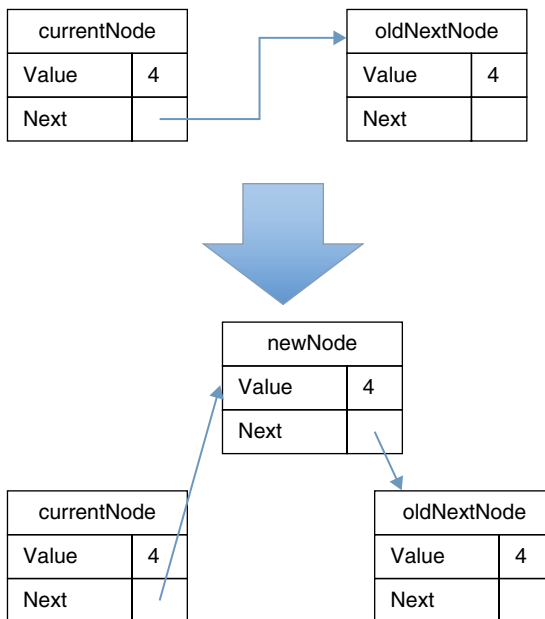 currentNode
Value 4
Next
oldNextNode
Value 4
Next
newNode
Value 4
Next
currentNode
Value 4
Next
oldNextNode
Value 4
Next